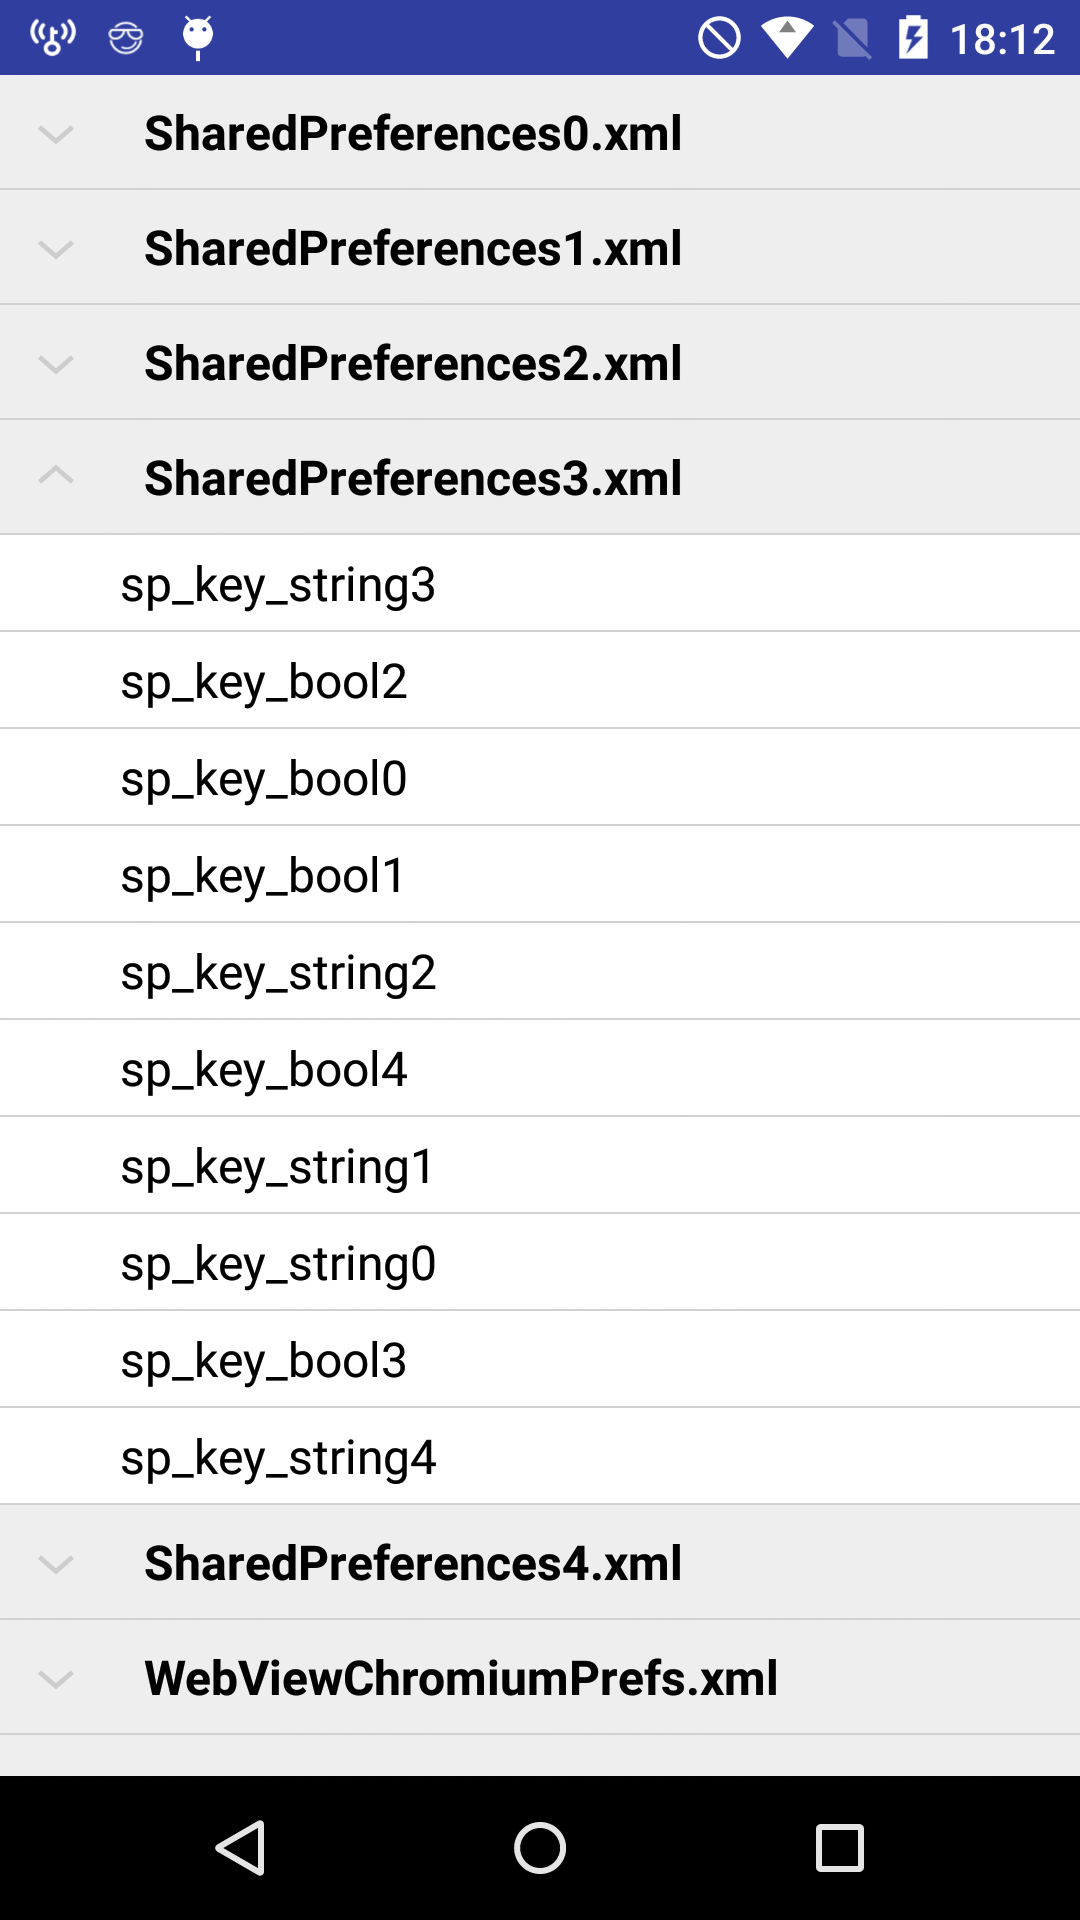 18:12
SharedPreferences0.xml
SharedPreferences1.xml
SharedPreferences2.xml
SharedPreferences3.xml
sp_key_string3
sp_key_bool2
sp_key_bool0
sp_key_bool1
sp_key_string2
sp_key_bool4
sp_key_string1
sp_key_string0
sp_key_bool3
sp_key_string4
SharedPreferences4.xml
WebViewChromiumPrefs.xml